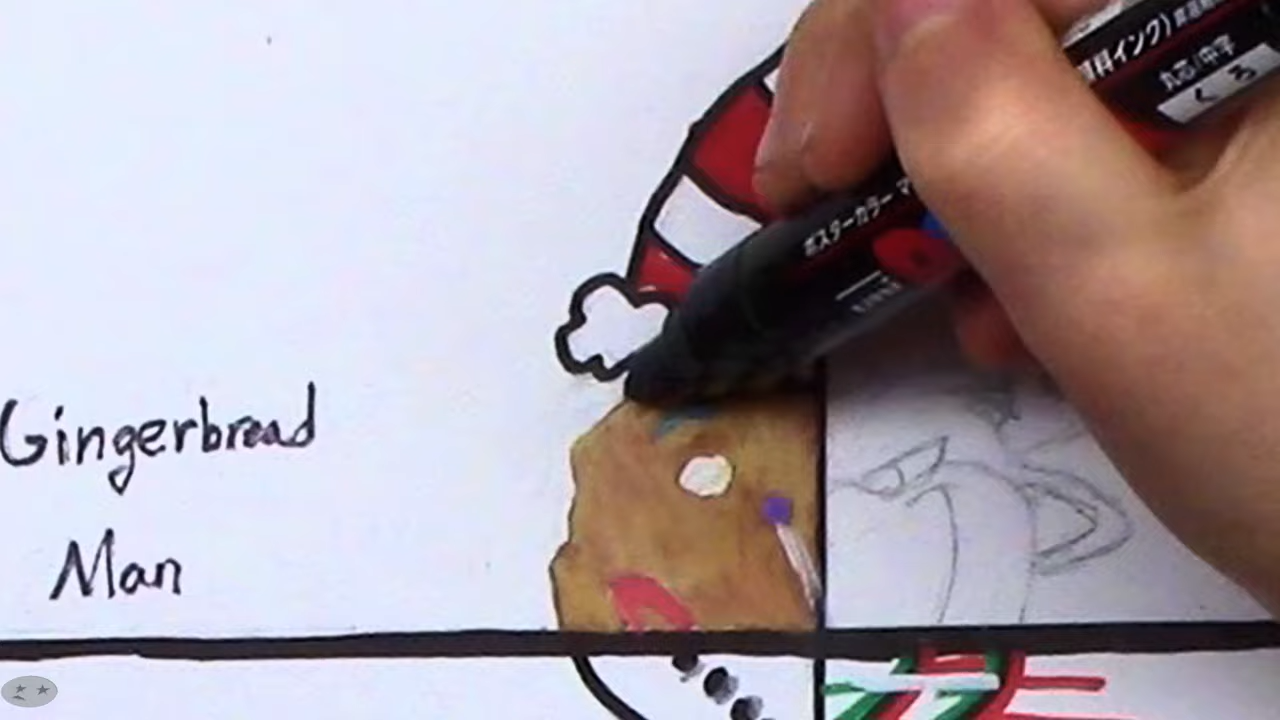 Gingerbread
Man
顔料インク)
丸芯/中字
くろ
ポスターカラー マ